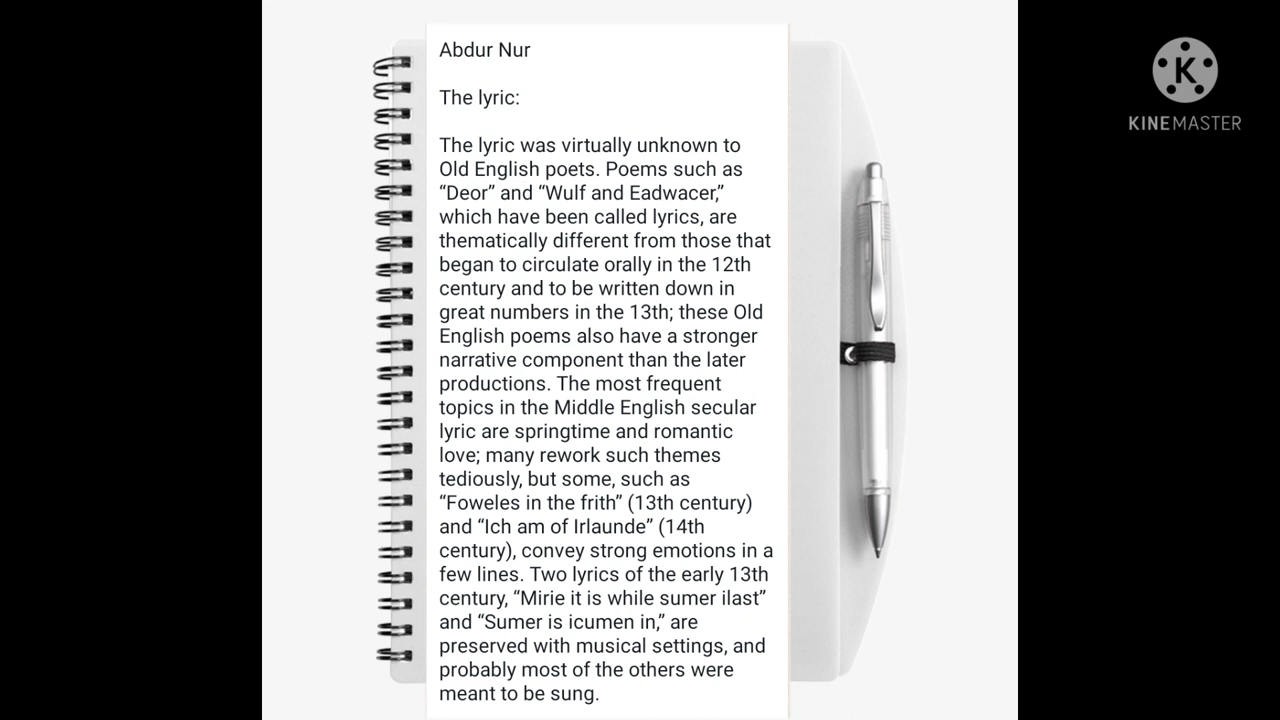 Abdur Nur
The lyric:
The lyric was virtually unknown to
Old English poets. Poems such as
“Deor” and “Wulf and Eadwacer,”
which have been called lyrics, are
thematically different from those that
began to circulate orally in the 12th
century and to be written down in
great numbers in the 13th; these Old
English poems also have a stronger
narrative component than the later
productions. The most frequent
topics in the Middle English secular
lyric are springtime and romantic
love; many rework such themes
tediously, but some, such as
“Foweles in the frith” (13th century)
and “Ich am of Irlaunde” (14th
century), convey strong emotions in a
few lines. Two lyrics of the early 13th
century, “Mirie it is while sumer ilast”
and “Sumer is icumen in,” are
preserved with musical settings, and
probably most of the others were
meant to be sung.
K
KINEMASTER